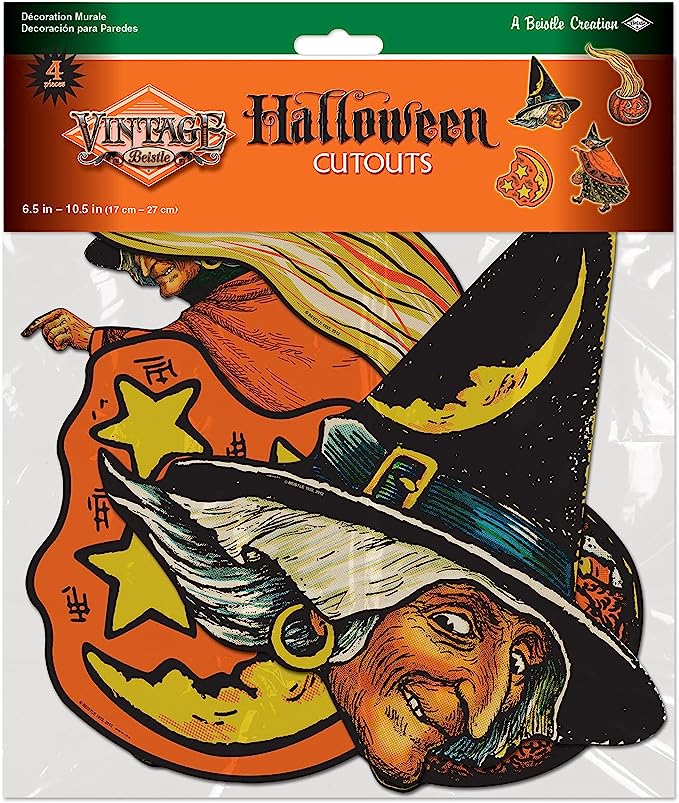 Décoration Murale
Decoración para Paredes
A Beistle Creation
Beistle
4
pieces
VINTAGE
Beistle
Halloween
CUTOUTS
6.5 in – 10.5 in (17 cm – 27 cm)